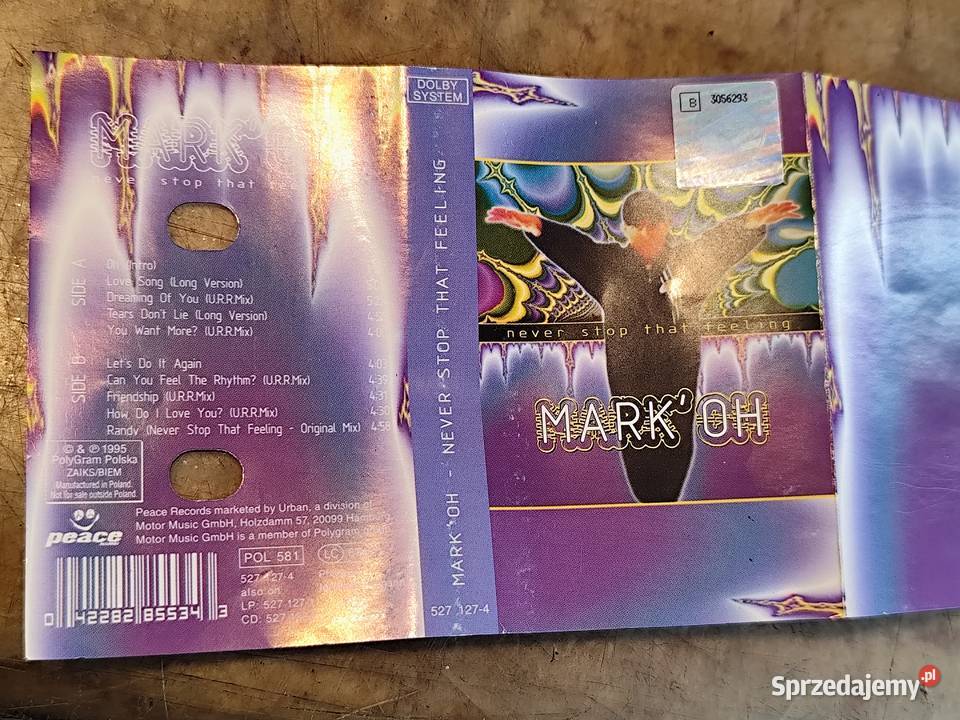 MARK'
never stop that
SIDE A
Oh (Intro)
Love Song (Long Version)
Dreaming Of You (U.R.R.Mix)
Tears Don't Lie (Long Version)
You Want More? (U.R.R.Mix)
SIDE B
Let's Do It Again 4:03
Can You Feel The Rhythm? (U.R.R.Mix) 4:39
Friendship (U.R.R.Mix) 4:31
How Do I Love You? (U.R.R.Mix) 4:30
Randy (Never Stop That Feeling - Original Mix) 4:58
© & ℗ 1995
PolyGram Polska
ZAIKS/BIEM
Manufactured in Poland.
Not for sale outside Poland.
peace
Peace Records marketed by Urban, a division of
Motor Music GmbH, Holzdamm 57, 20099 Hamburg
Motor Music GmbH is a member of Polygram
POL 581
LC
527 127-4
also on
LP: 527 127
CD: 527
0 42282 85534 3
DOLBY
SYSTEM
MARK'OH - NEVER STOP THAT FEELING
527 127-4
B 3056293
never stop that feeling
MARK'OH
Sprzedajemy.pl